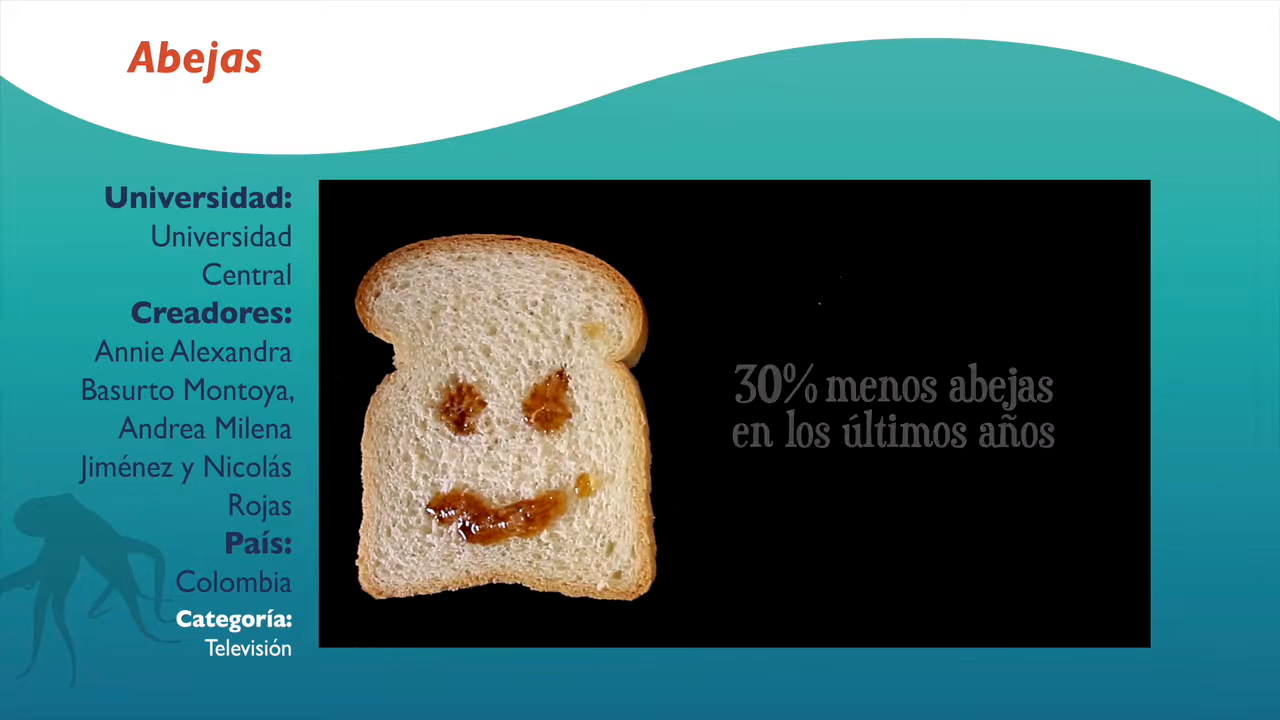 Abejas
Universidad:
Universidad
Central
Creadores:
Annie Alexandra
Basurto Montoya,
Andrea Milena
Jiménez y Nicolás
Rojas
País:
Colombia
Categoría:
Televisión
30% menos abejas
en los últimos años